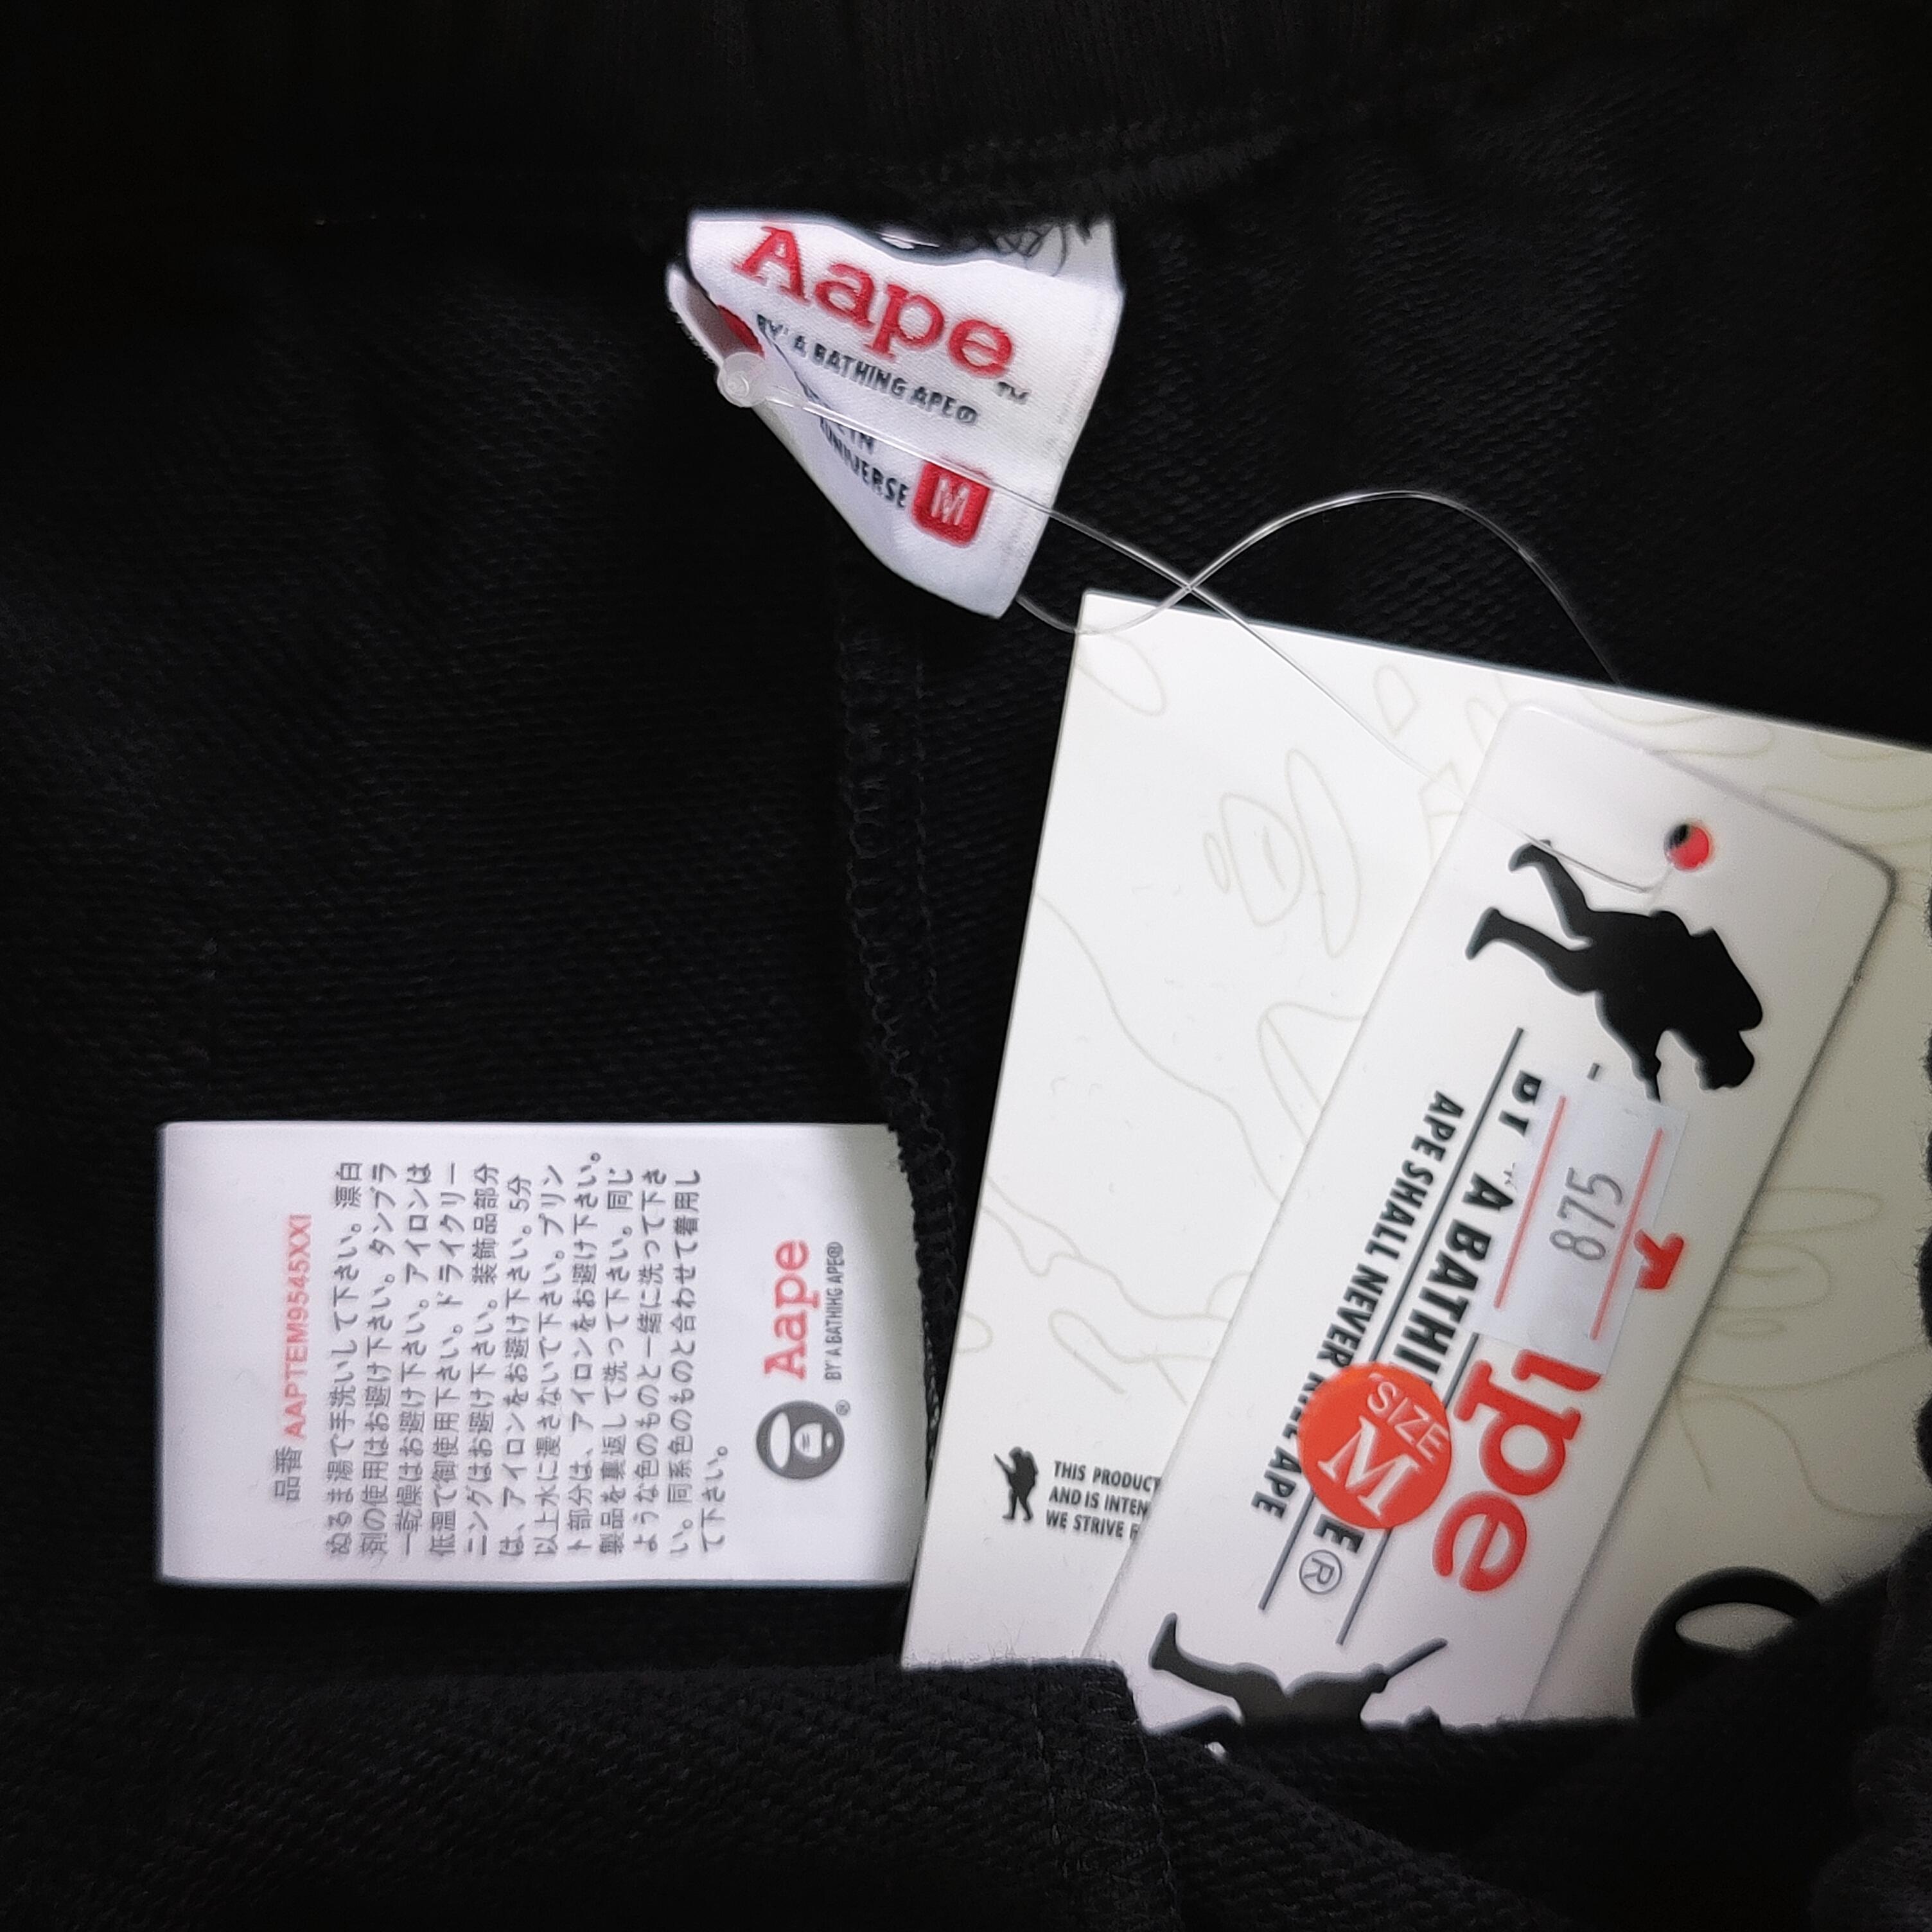 Aape™
BY* A BATHING APE®
IN
UNIVERSE
M
品番 AAPTEM9545XXI
ぬるま湯で手洗いして下さい。漂白
剤の使用はお避け下さい。タンブラ
ー乾燥はお避け下さい。アイロンは
低温で御使用下さい。ドライクリー
ニングはお避け下さい。装飾品部分
は、アイロンをお避け下さい。5分
以上水に浸さないで下さい。プリン
ト部分は、アイロンをお避け下さい。
製品を裏返して洗って下さい。同じ
ような色のものと一緒に洗って下さ
い。同系色のものと合わせて着用し
て下さい。
Aape
BY* A BATHING APE®
THIS PRODUCT
AND IS INTEN
WE STRIVE F
875
pe
A BATHI E®
APE SHALL NEVER APE
SIZE
M